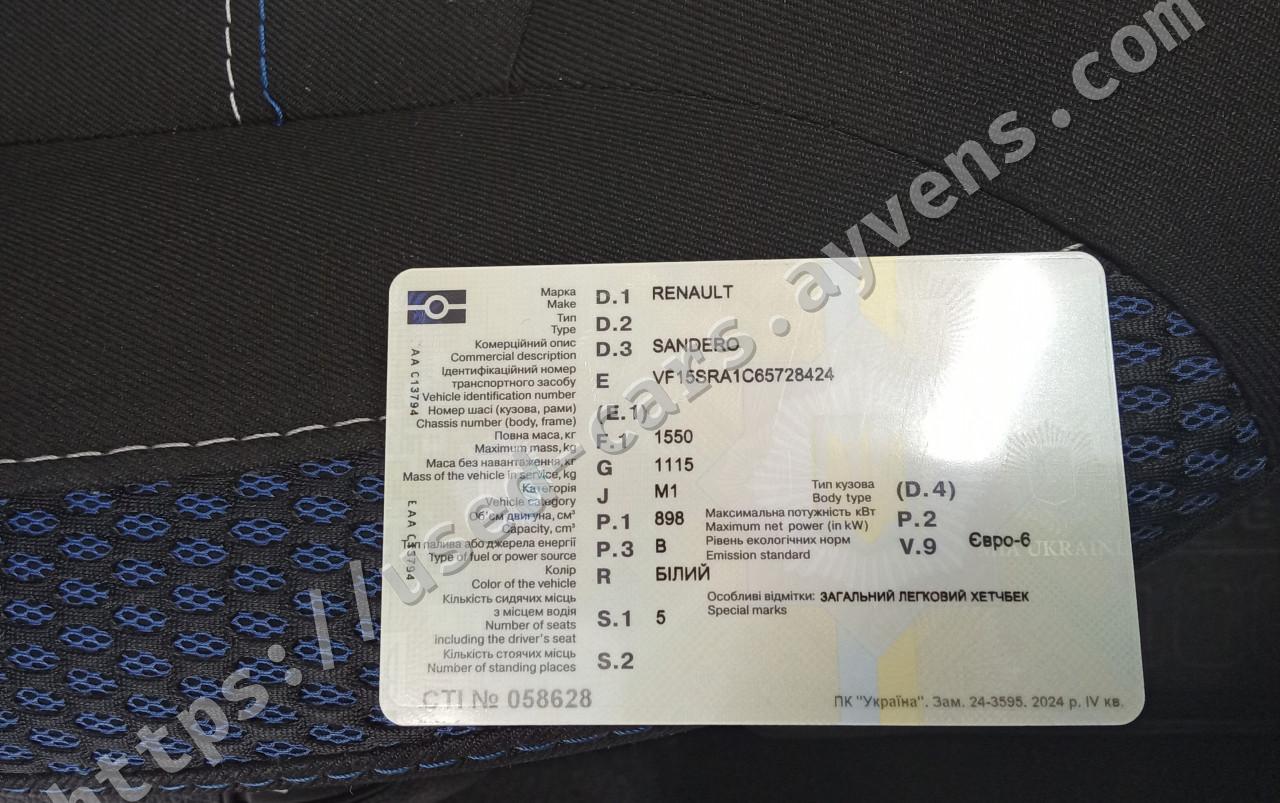 https://used-cars.ayvens.com
Марка
Make
D.1 RENAULT
Тип
Type
D.2
Комерційний опис
Commercial description
D.3 SANDERO
Ідентифікаційний номер
транспортного засобу
Vehicle identification number
E VF15SRA1C65728424
Номер шасі (кузова, рами)
Chassis number (body, frame)
(E.1)
Повна маса, кг
Maximum mass, kg
F.1 1550
Маса без навантаження, кг
Mass of the vehicle in service, kg
G 1115
Категорія
Vehicle category
J M1
Об'єм двигуна, см³
Capacity, cm³
P.1 898
Тип палива або джерела енергії
Type of fuel or power source
P.3 B
Колір
Color of the vehicle
R БІЛИЙ
Кількість сидячих місць
з місцем водія
Number of seats
including the driver's seat
S.1 5
Кількість стоячих місць
Number of standing places
S.2
Тип кузова
Body type
(D.4)
Максимальна потужність кВт
Maximum net power (in kW)
P.2
Рівень екологічних норм
Emission standard
V.9 Євро-6
Особливі відмітки: ЗАГАЛЬНИЙ ЛЕГКОВИЙ ХЕТЧБЕК
Special marks
СТІ № 058628
ПК "Україна". Зам. 24-3595. 2024 р. IV кв.
AA C13794
UKRAIN